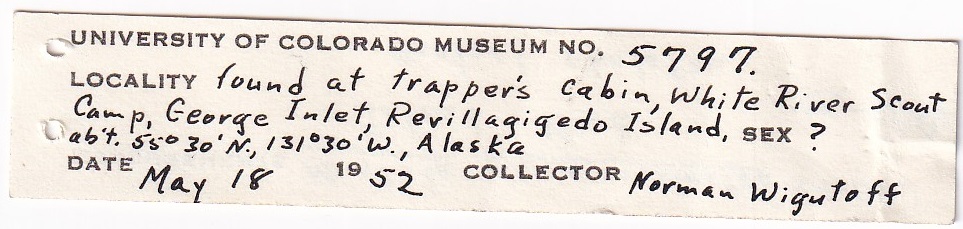 UNIVERSITY OF COLORADO MUSEUM NO. 5797.
LOCALITY found at trapper's cabin, White River Scout
Camp, George Inlet, Revillagigedo Island, SEX ?
abt. 55°30'N., 131°30'W., Alaska
DATE May 18 1952 COLLECTOR Norman Wigutoff